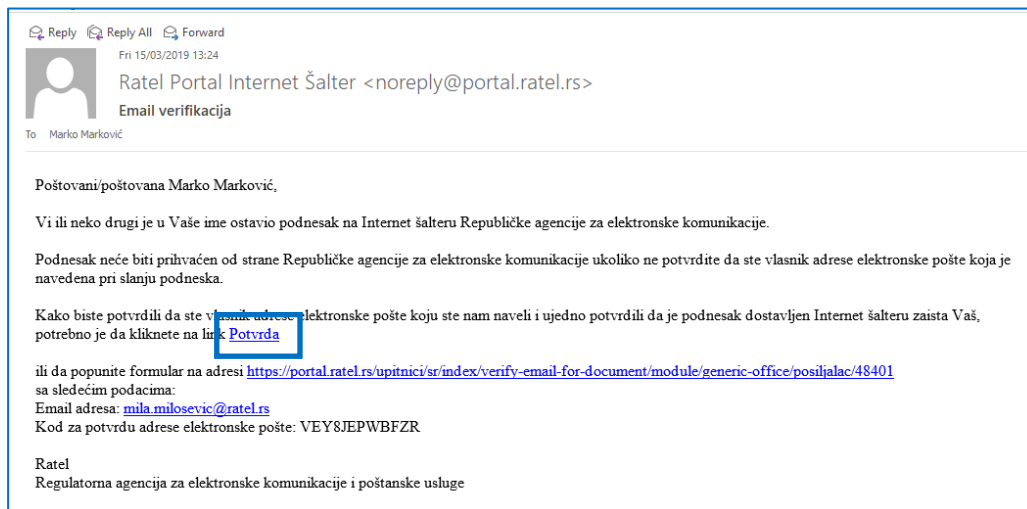 Reply Reply All Forward
Fri 15/03/2019 13:24
Ratel Portal Internet Šalter <noreply@portal.ratel.rs>
Email verifikacija
To Marko Marković
Poštovani/poštovana Marko Marković,
Vi ili neko drugi je u Vaše ime ostavio podnesak na Internet šalteru Republičke agencije za elektronske komunikacije.
Podnesak neće biti prihvaćen od strane Republičke agencije za elektronske komunikacije ukoliko ne potvrdite da ste vlasnik adrese elektronske pošte koja je
navedena pri slanju podneska.
Kako biste potvrdili da ste vlasnik adrese elektronske pošte koju ste nam naveli i ujedno potvrdili da je podnesak dostavljen Internet šalteru zaista Vaš,
potrebno je da kliknete na link Potvrda
ili da popunite formular na adresi https://portal.ratel.rs/upitnici/sr/index/verify-email-for-document/module/generic-office/posiljalac/48401
sa sledećim podacima:
Email adresa: mila.milosevic@ratel.rs
Kod za potvrdu adrese elektronske pošte: VEY8JEPWBFZR
Ratel
Regulatorna agencija za elektronske komunikacije i poštanske usluge